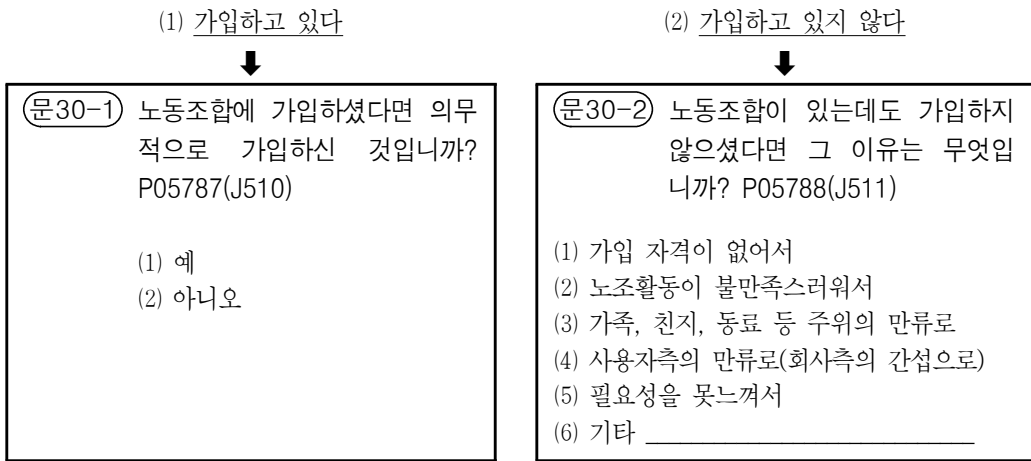 (1) 가입하고 있다
(2) 가입하고 있지 않다
문30-1 노동조합에 가입하셨다면 의무
적으로 가입하신 것입니까?
P05787(J510)
(1) 예
(2) 아니오
문30-2 노동조합이 있는데도 가입하지
않으셨다면 그 이유는 무엇입
니까? P05788(J511)
(1) 가입 자격이 없어서
(2) 노조활동이 불만족스러워서
(3) 가족, 친지, 동료 등 주위의 만류로
(4) 사용자측의 만류로(회사측의 간섭으로)
(5) 필요성을 못느껴서
(6) 기타